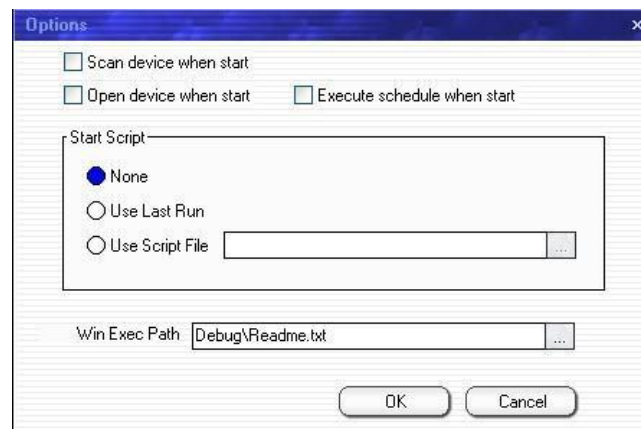 Options
Scan device when start
Open device when start Execute schedule when start
Start Script
None
Use Last Run
Use Script File ...
Win Exec Path Debug\Readme.txt ...
OK Cancel